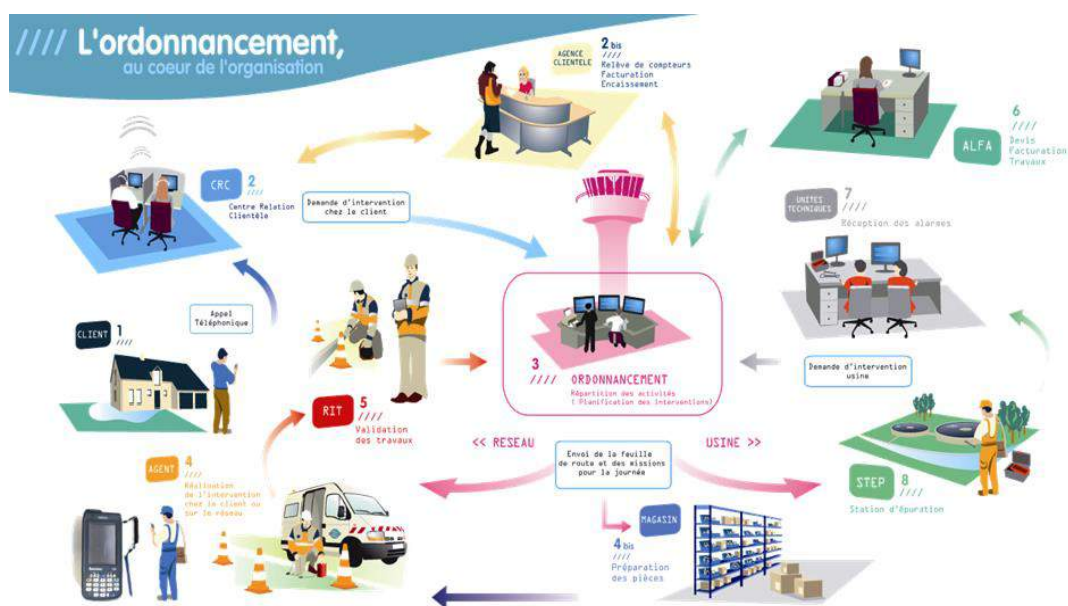 //// L'ordonnancement,
au coeur de l'organisation
AGENCE
CLIENTELE
2 bis
////
Relève de compteurs
Facturation
Encaissement
6
////
ALFA
Devis
Facturation
Travaux
CRC
2
////
Centre Relation
Clientèle
Demande d'intervention
chez le client
UNITES
TECHNIQUES
7
////
Réception des alarmes
Appel
Téléphonique
CLIENT
1
////
3
////
ORDONNANCEMENT
Répartition des activités
( Planification des Interventions)
Demande d'intervention
usine
RIT
5
////
Validation
des travaux
<< RESEAU
USINE >>
Envoi de la feuille
de route et des missions
pour la journée
AGENT
4
////
Réalisation
de l'intervention
chez le client ou
sur le réseau
STEP
8
////
Station d'Apuration
MAGASIN
4 bis
////
Préparation
des pièces